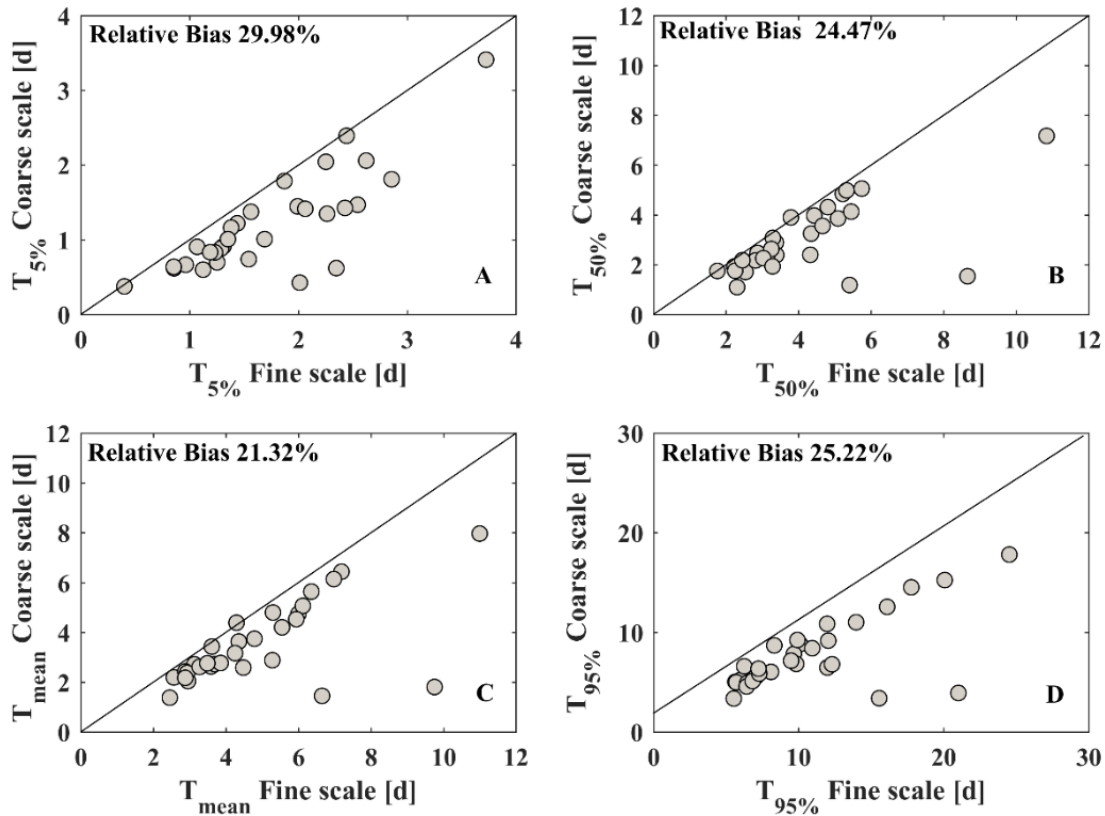 Relative Bias 29.98%
T5% Coarse scale [d]
4
3
2
1
0
A
0 1 2 3 4
T5% Fine scale [d]
Relative Bias 24.47%
T50% Coarse scale [d]
12
10
8
6
4
2
0
B
0 2 4 6 8 10 12
T50% Fine scale [d]
Relative Bias 21.32%
Tmean Coarse scale [d]
12
10
8
6
4
2
0
C
0 2 4 6 8 10 12
Tmean Fine scale [d]
Relative Bias 25.22%
T95% Coarse scale [d]
30
20
10
0
D
0 10 20 30
T95% Fine scale [d]